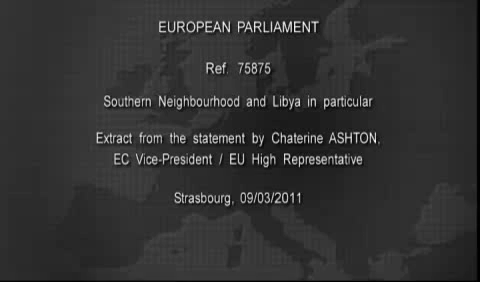 EUROPEAN PARLIAMENT
Ref. 75875
Southern Neighbourhood and Libya in particular
Extract from the statement by Chaterine ASHTON,
EC Vice-President / EU High Representative
Strasbourg, 09/03/2011